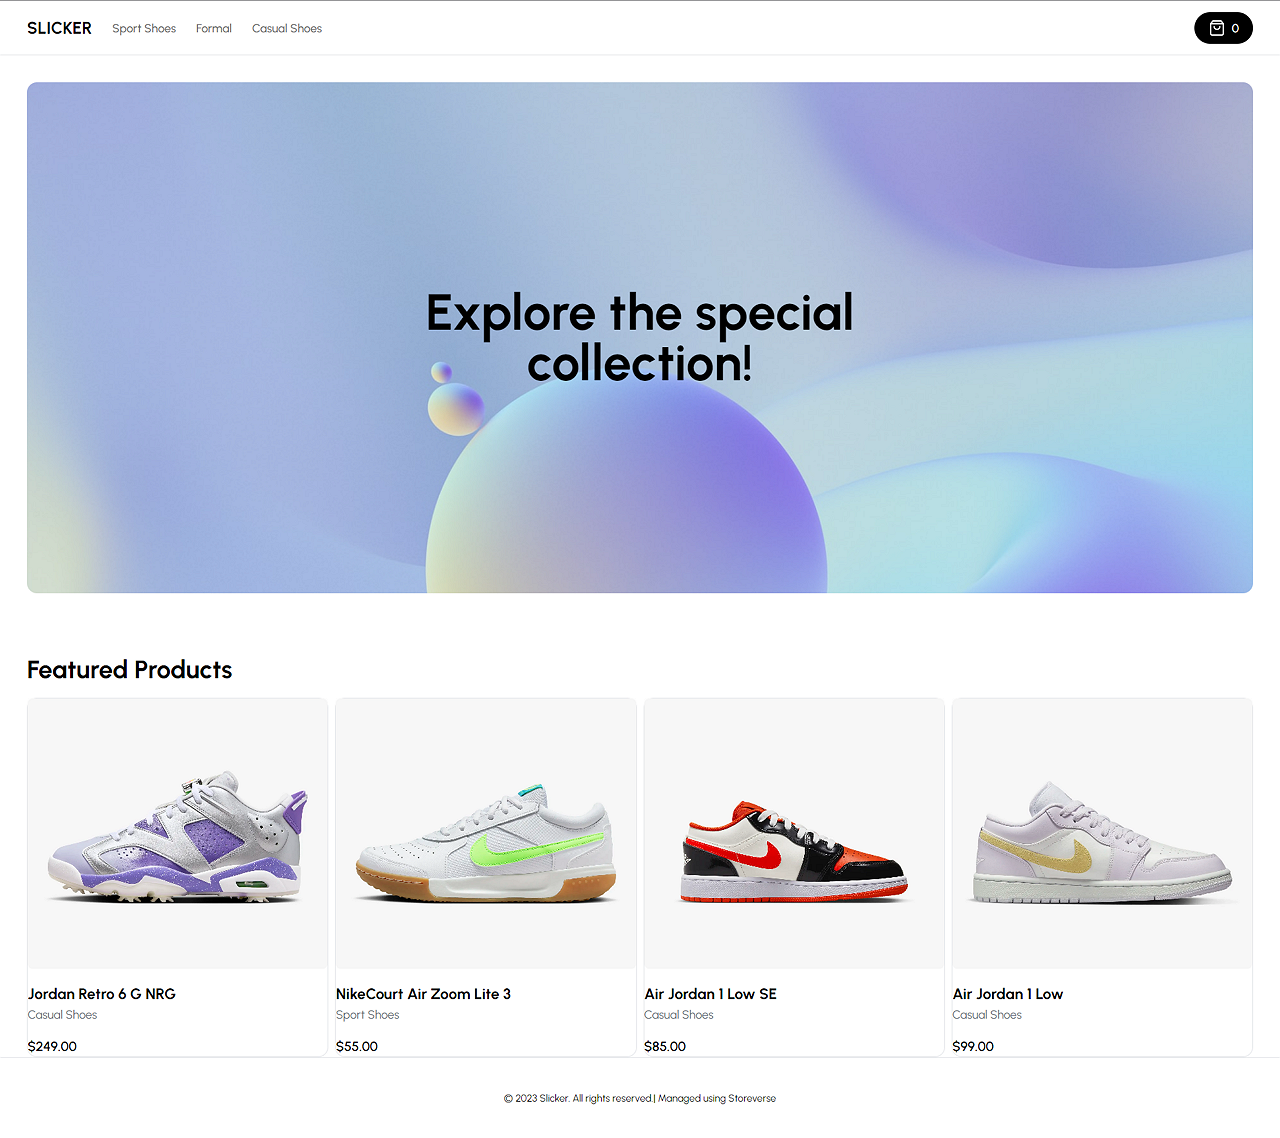 SLICKER
Sport Shoes
Formal
Casual Shoes
0
Explore the special
collection!
Featured Products
Jordan Retro 6 G NRG
Casual Shoes
$249.00
NikeCourt Air Zoom Lite 3
Sport Shoes
$55.00
Air Jordan 1 Low SE
Casual Shoes
$85.00
Air Jordan 1 Low
Casual Shoes
$99.00
© 2023 Slicker. All rights reserved.| Managed using Storeverse